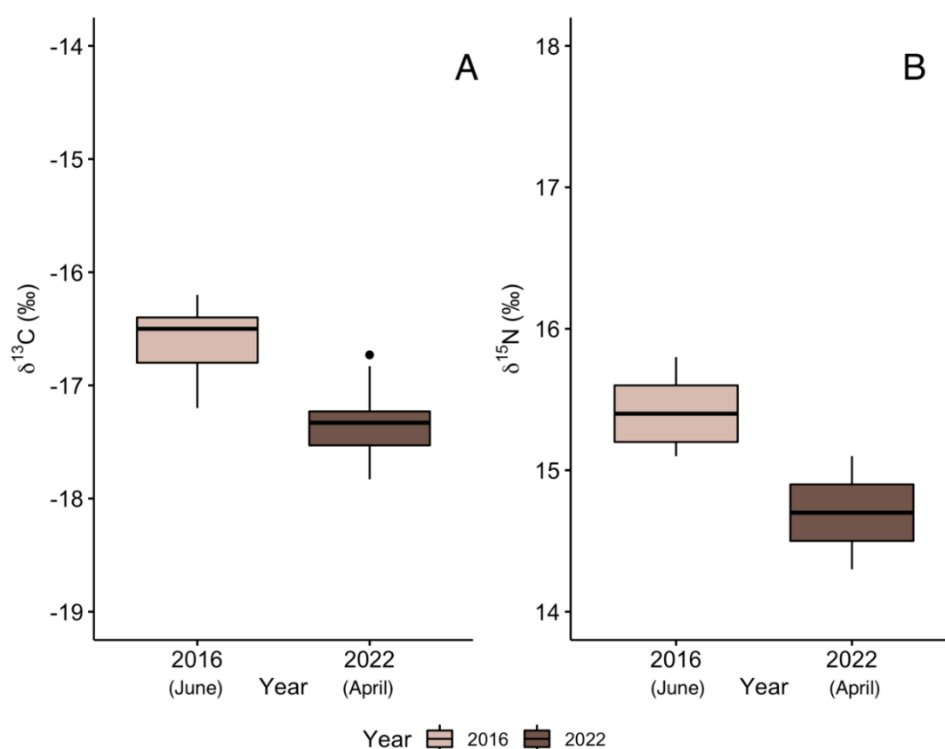 A
-14
-15
-16
-17
-18
-19
δ13C (‰)
2016
2022
(June)
Year
(April)
B
18
17
16
15
14
δ15N (‰)
2016
2022
(June)
Year
(April)
Year 2016 2022